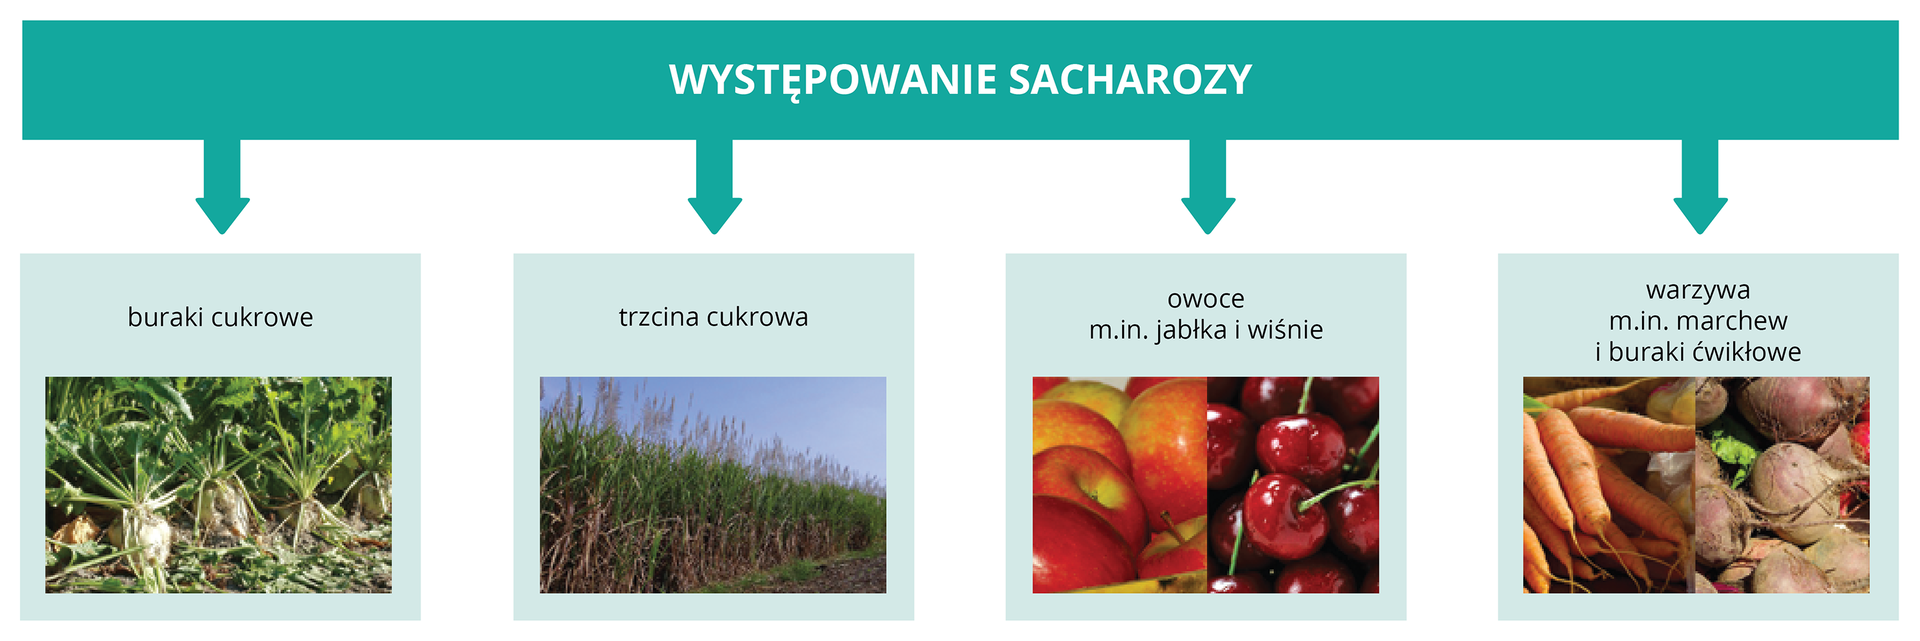 WYSTĘPOWANIE SACHAROZY
buraki cukrowe
trzcina cukrowa
owoce
m.in. jabłka i wiśnie
warzywa
m.in. marchew
i buraki ćwikłowe